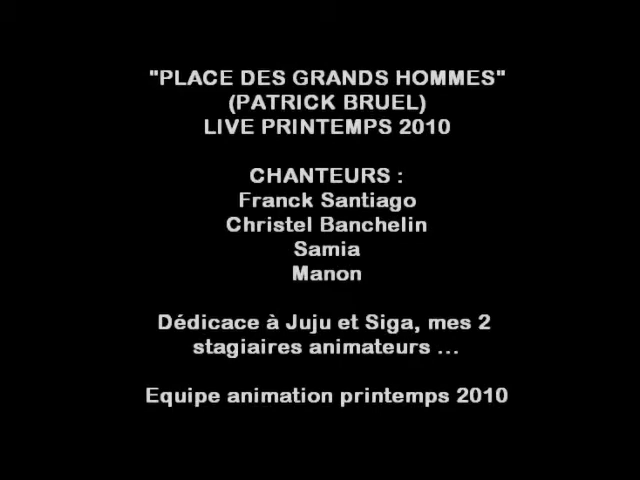 "PLACE DES GRANDS HOMMES"
(PATRICK BRUEL)
LIVE PRINTEMPS 2010
CHANTEURS :
Franck Santiago
Christel Banchelin
Samia
Manon
Dédicace à Juju et Siga, mes 2
stagiaires animateurs ...
Equipe animation printemps 2010